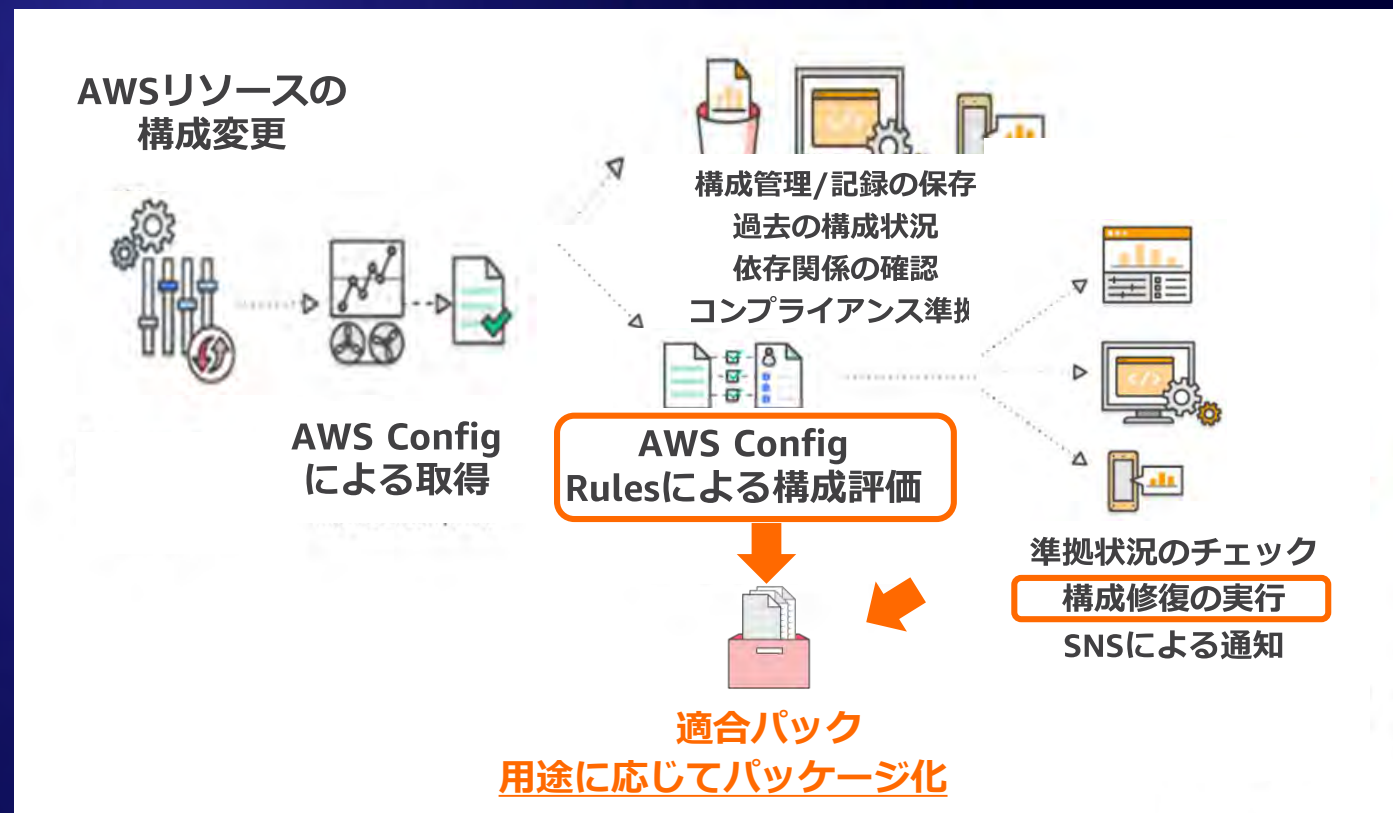 AWSリソースの
構成変更
構成管理/記録の保存
過去の構成状況
依存関係の確認
コンプライアンス準拠
AWS Config
による取得
AWS Config
Rulesによる構成評価
準拠状況のチェック
構成修復の実行
SNSによる通知
適合パック
用途に応じてパッケージ化